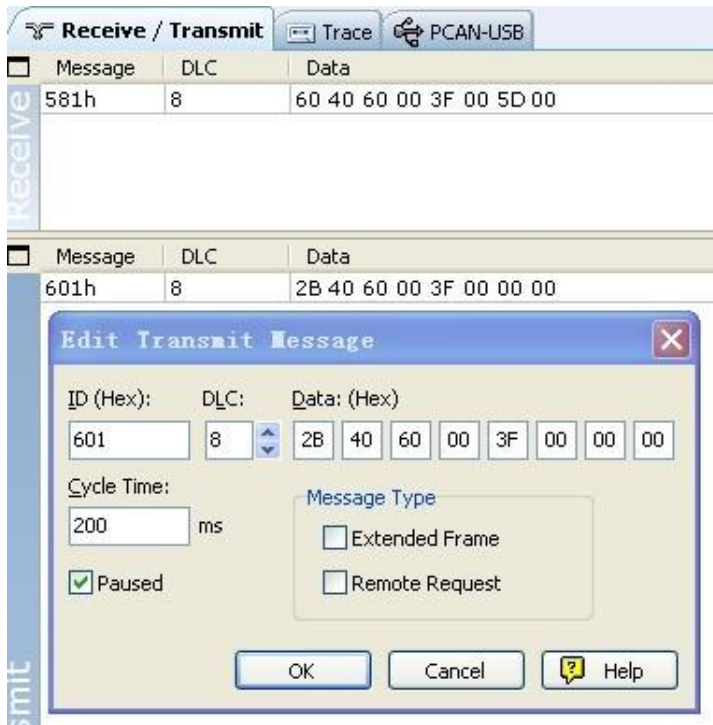 Receive / Transmit Trace PCAN-USB
Message DLC Data
581h 8 60 40 60 00 3F 00 5D 00
Receive
Message DLC Data
601h 8 2B 40 60 00 3F 00 00 00
Edit Transmit Message
ID (Hex): DLC: Data: (Hex)
601 8 2B 40 60 00 3F 00 00 00
Cycle Time:
200 ms
Message Type
Extended Frame
Paused
Remote Request
OK Cancel Help
smit